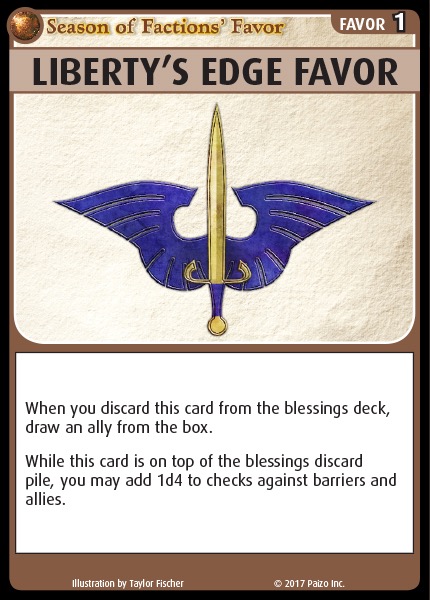 Season of Factions' Favor
FAVOR 1
LIBERTY'S EDGE FAVOR
When you discard this card from the blessings deck,
draw an ally from the box.
While this card is on top of the blessings discard
pile, you may add 1d4 to checks against barriers and
allies.
Illustration by Taylor Fischer
© 2017 Paizo Inc.